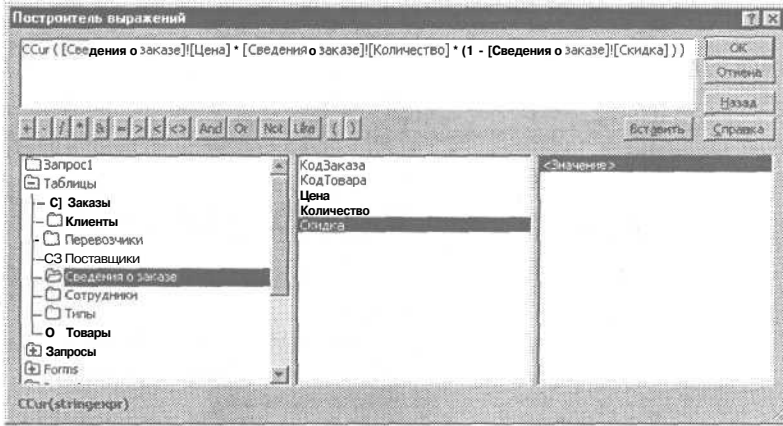 Построитель выражений
CCur ( [Сведения о заказе]![Цена] * [Сведения о заказе]![Количество] * (1 - [Сведения о заказе]![Скидка] ) )
OK
Отмена
Назад
+ - / * & = > < <> And Or Not Like ( )
Вставить
Справка
Запрос1
Таблицы
С] Заказы
Клиенты
Перевозчики
СЗ Поставщики
Сведения о заказе
Сотрудники
Типы
О Товары
Запросы
Forms
КодЗаказа
КодТовара
Цена
Количество
Скидка
<Значение>
CCur(stringexpr)